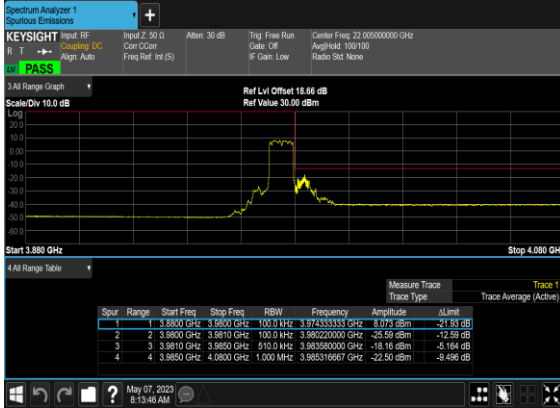 Spectrum Analyzer 1
Spurious Emissions
+
KEYSIGHT Input: RF Input Z: 50 Ω Atten: 30 dB Trig: Free Run Center Freq: 22.005000000 GHz
R T Coupling: DC Corr CCorr Gate: Off Avg|Hold: 100/100
Align: Auto Freq Ref: Int (S) IF Gain: Low Radio Std: None
PASS
3 All Range Graph
Ref Lvl Offset 18.66 dB
Scale/Div 10.0 dB Ref Value 30.00 dBm
Log
20.0
10.0
0.00
-10.0
-20.0
-30.0
-40.0
-50.0
-60.0
Start 3.880 GHz Stop 4.080 GH
4 All Range Table
Measure Trace Trace 1
Trace Type Trace Average (Active)
Spur Range Start Freq Stop Freq RBW Frequency Amplitude ΔLimit
1 1 3.8800 GHz 3.9800 GHz 100.0 kHz 3.974333333 GHz 8.073 dBm -21.93 dB
2 2 3.9800 GHz 3.9810 GHz 100.0 kHz 3.980220000 GHz -25.59 dBm -12.59 dB
3 3 3.9810 GHz 3.9850 GHz 510.0 kHz 3.983580000 GHz -18.16 dBm -5.164 dB
4 4 3.9850 GHz 4.0800 GHz 1.000 MHz 3.985316667 GHz -22.50 dBm -9.496 dB
?
May 07, 2023
8:13:46 AM